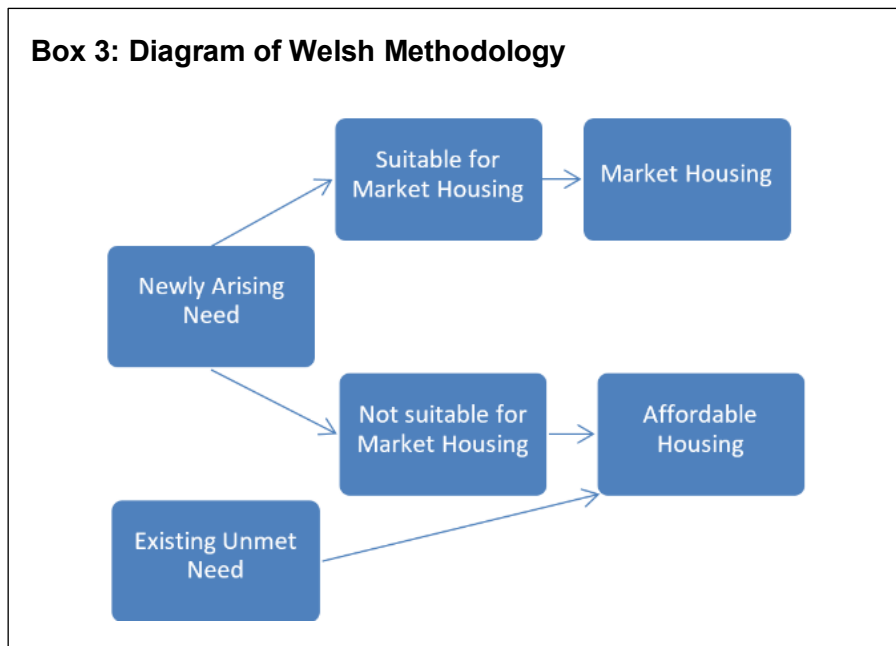 Box 3: Diagram of Welsh Methodology
Suitable for
Market Housing
Market Housing
Newly Arising
Need
Not suitable for
Market Housing
Affordable
Housing
Existing Unmet
Need